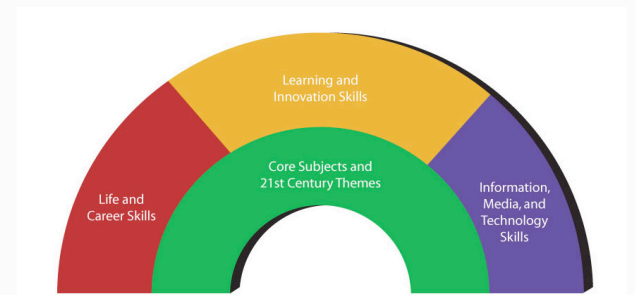 Learning and
Innovation Skills
Core Subjects and
21st Century Themes
Life and
Career Skills
Information,
Media, and
Technology
Skills